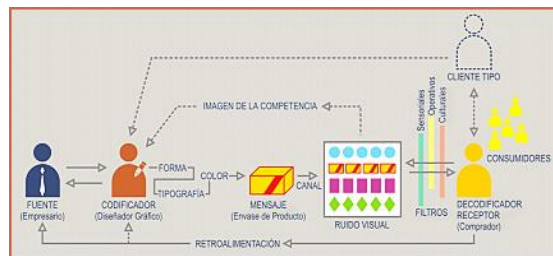 CLIENTE TIPO
IMAGEN DE LA COMPETENCIA
Sensoriales
Operativos
Culturales
CONSUMIDORES
FORMA
COLOR
TIPOGRAFÍA
CANAL
FUENTE
(Empresario)
CODIFICADOR
(Diseñador Gráfico)
MENSAJE
(Envase de Producto)
RUIDO VISUAL
FILTROS
DECODIFICADOR
RECEPTOR
(Comprador)
RETROALIMENTACIÓN